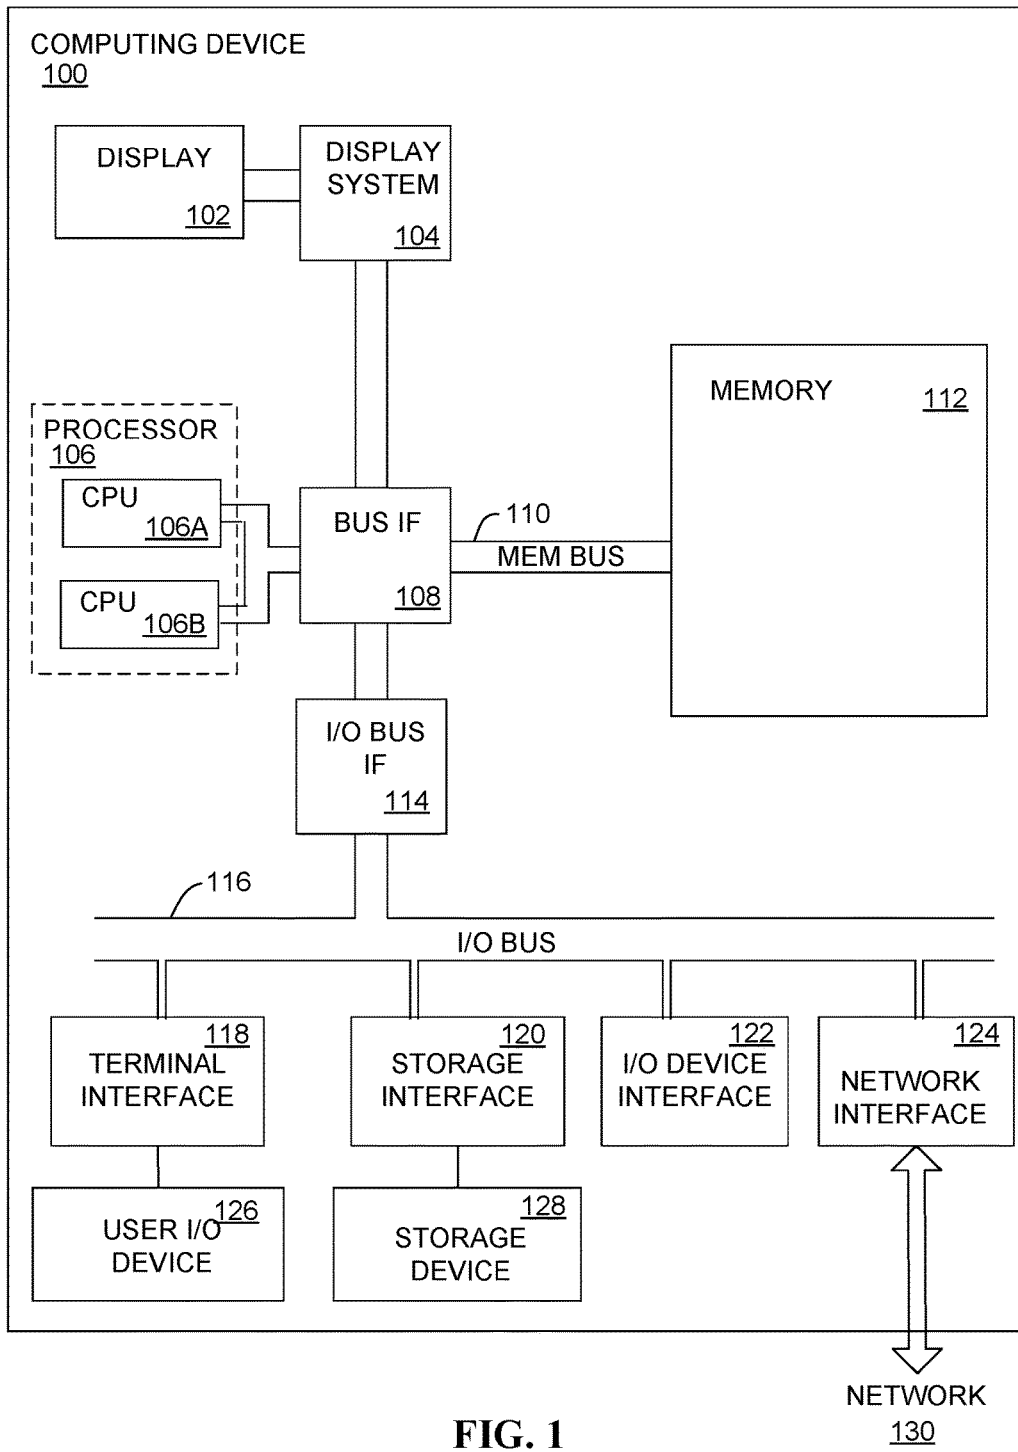 COMPUTING DEVICE
100
DISPLAY
102
DISPLAY
SYSTEM
104
MEMORY
112
PROCESSOR
106
CPU
106A
CPU
106B
BUS IF
108
110
MEM BUS
I/O BUS
IF
114
116
I/O BUS
118
TERMINAL
INTERFACE
120
STORAGE
INTERFACE
122
I/O DEVICE
INTERFACE
124
NETWORK
INTERFACE
126
USER I/O
DEVICE
128
STORAGE
DEVICE
NETWORK
130
FIG. 1